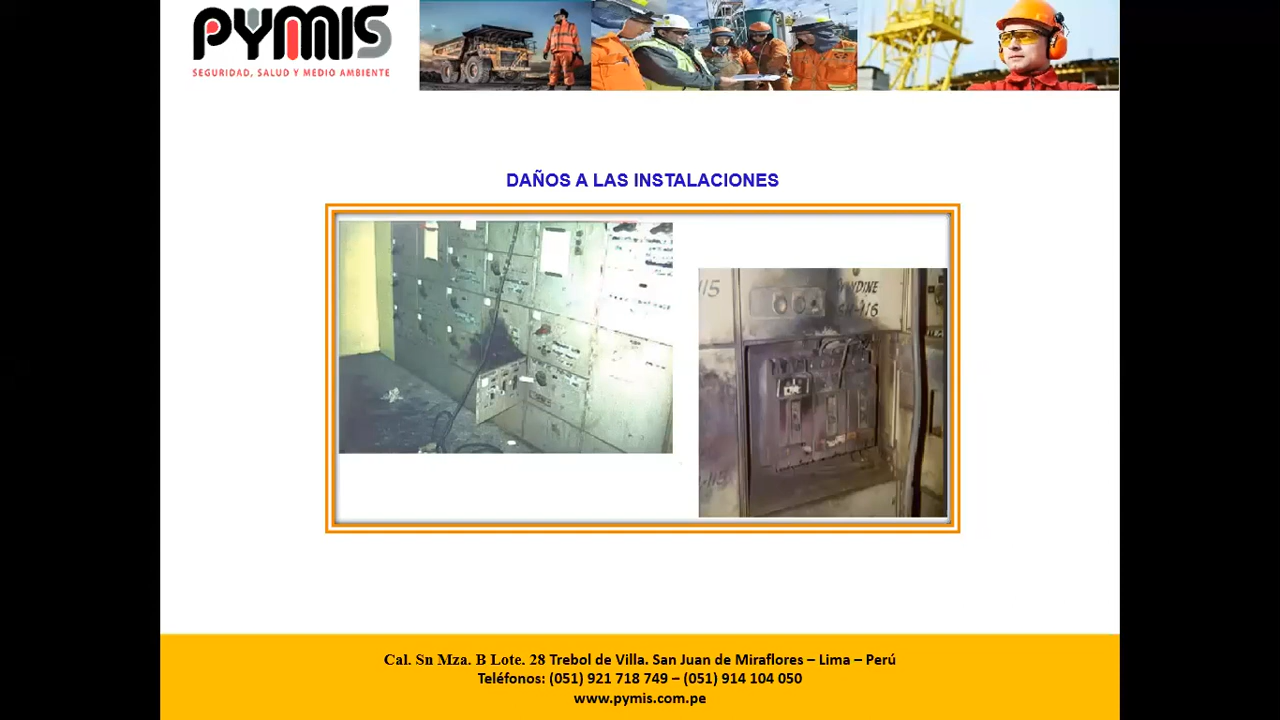 PYMIS
SEGURIDAD, SALUD Y MEDIO AMBIENTE
DAÑOS A LAS INSTALACIONES
115
Cal. Sn Mza. B Lote. 28 Trebol de Villa. San Juan de Miraflores – Lima – Perú
Teléfonos: (051) 921 718 749 – (051) 914 104 050
www.pymis.com.pe